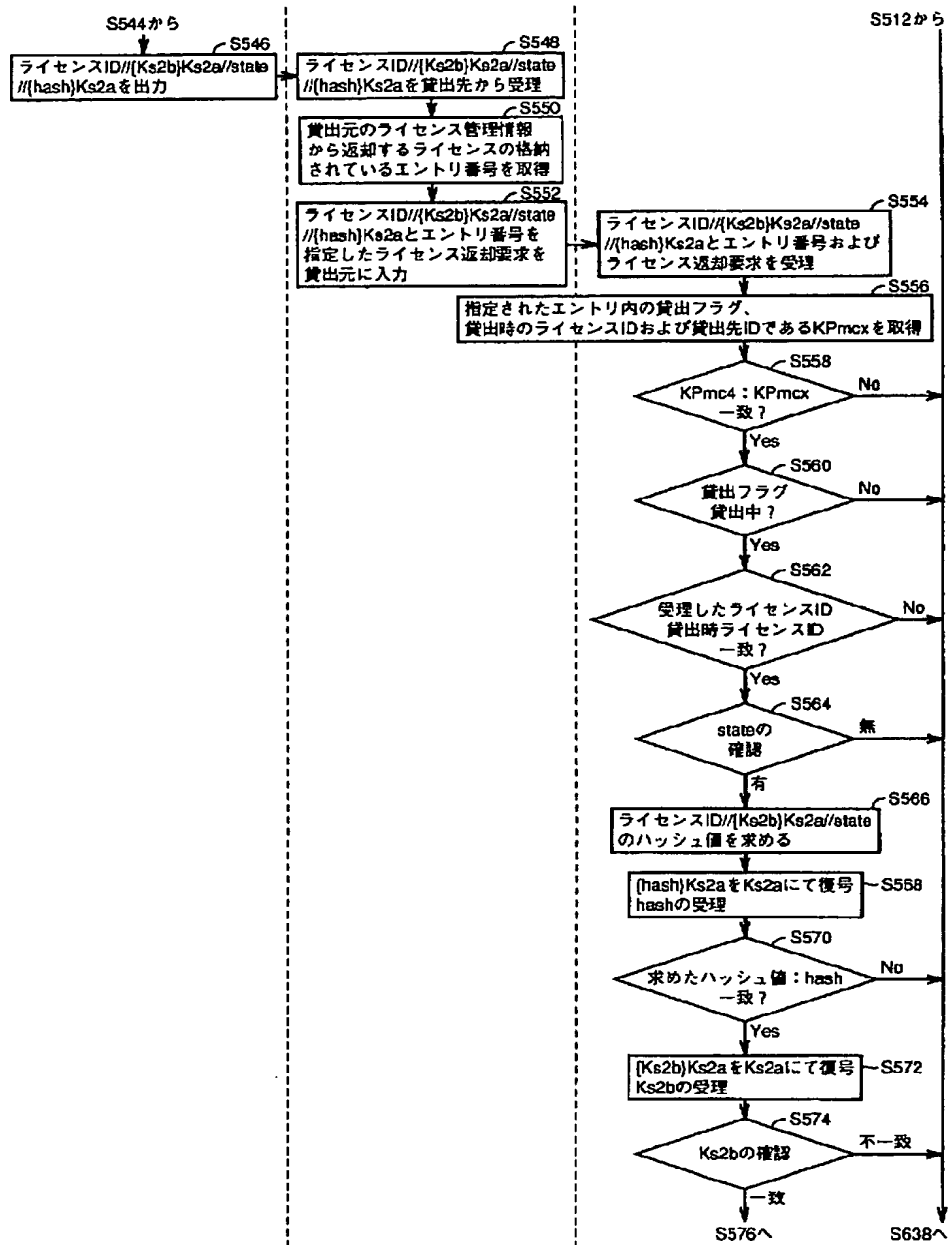 S544から
S512から
S546
ライセンスID//{Ks2b}Ks2a//state
//{hash}Ks2aを出力
S548
ライセンスID//{Ks2b}Ks2a//state
//{hash}Ks2aを貸出先から受理
S550
貸出元のライセンス管理情報
から返却するライセンスの格納
されているエントリ番号を取得
S552
ライセンスID//{Ks2b}Ks2a//state
//{hash}Ks2aとエントリ番号を
指定したライセンス返却要求を
貸出元に入力
S554
ライセンスID//{Ks2b}Ks2a//state
//{hash}Ks2aとエントリ番号および
ライセンス返却要求を受理
S556
指定されたエントリ内の貸出フラグ、
貸出時のライセンスIDおよび貸出先IDであるKPmcxを取得
S558
KPmc4：KPmcx
一致？
No
Yes
S560
貸出フラグ
貸出中？
No
Yes
S562
受理したライセンスID
貸出時ライセンスID
一致？
No
Yes
S564
stateの
確認
無
有
S566
ライセンスID//{Ks2b}Ks2a//state
のハッシュ値を求める
S568
{hash}Ks2aをKs2aにて復号
hashの受理
S570
求めたハッシュ値：hash
一致？
No
Yes
S572
{Ks2b}Ks2aをKs2aにて復号
Ks2bの受理
S574
Ks2bの確認
不一致
一致
S576へ
S638へ